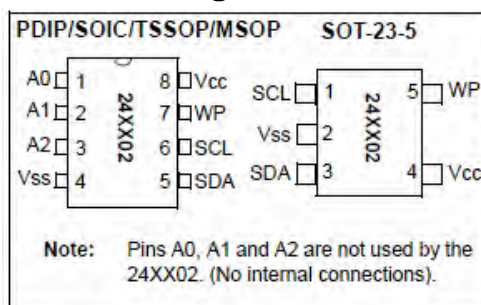 PDIP/SOIC/TSSOP/MSOP SOT-23-5
A0 1 8 Vcc
A1 2 7 WP
A2 3 6 SCL
Vss 4 5 SDA
24XX02
SCL 1 5 WP
Vss 2
SDA 3 4 Vcc
24XX02
Note: Pins A0, A1 and A2 are not used by the
24XX02. (No internal connections).